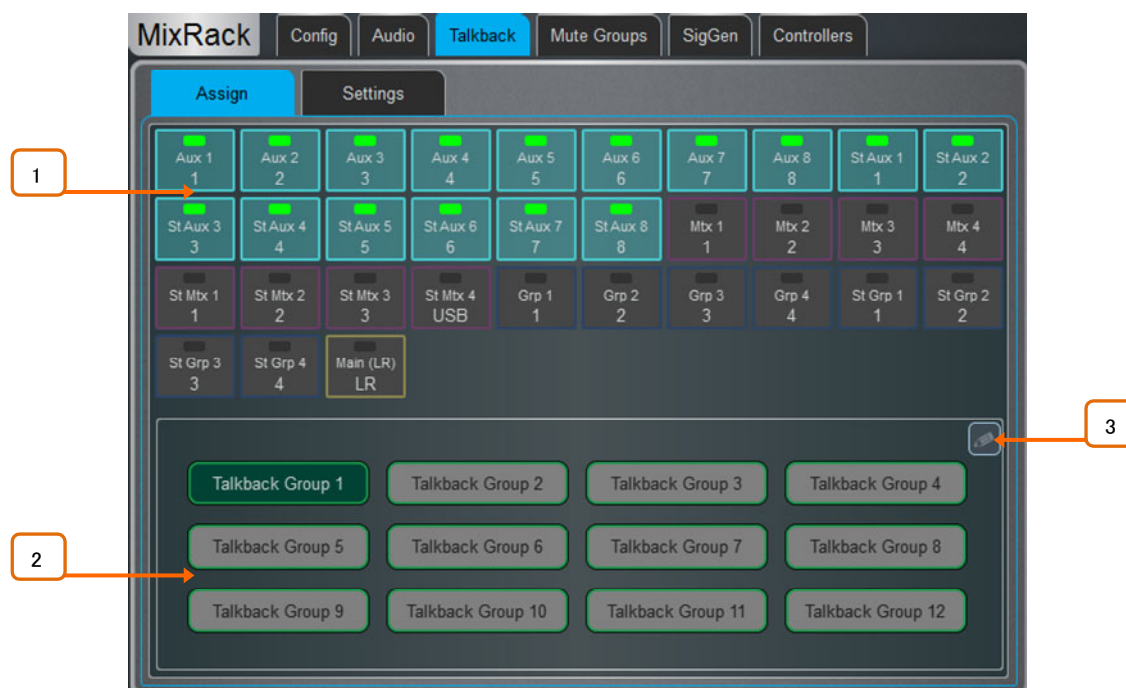 MixRack Config Audio Talkback Mute Groups SigGen Controllers
Assign Settings
Aux 1 Aux 2 Aux 3 Aux 4 Aux 5 Aux 6 Aux 7 Aux 8 St Aux 1 St Aux 2
1 2 3 4 5 6 7 8 1 2
1
St Aux 3 St Aux 4 St Aux 5 St Aux 6 St Aux 7 St Aux 8 Mtx 1 Mtx 2 Mtx 3 Mtx 4
3 4 5 6 7 8 1 2 3 4
St Mtx 1 St Mtx 2 St Mtx 3 St Mtx 4 Grp 1 Grp 2 Grp 3 Grp 4 St Grp 1 St Grp 2
1 2 3 USB 1 2 3 4 1 2
St Grp 3 St Grp 4 Main (LR)
3 4 LR
3
Talkback Group 1 Talkback Group 2 Talkback Group 3 Talkback Group 4
Talkback Group 5 Talkback Group 6 Talkback Group 7 Talkback Group 8
2
Talkback Group 9 Talkback Group 10 Talkback Group 11 Talkback Group 12